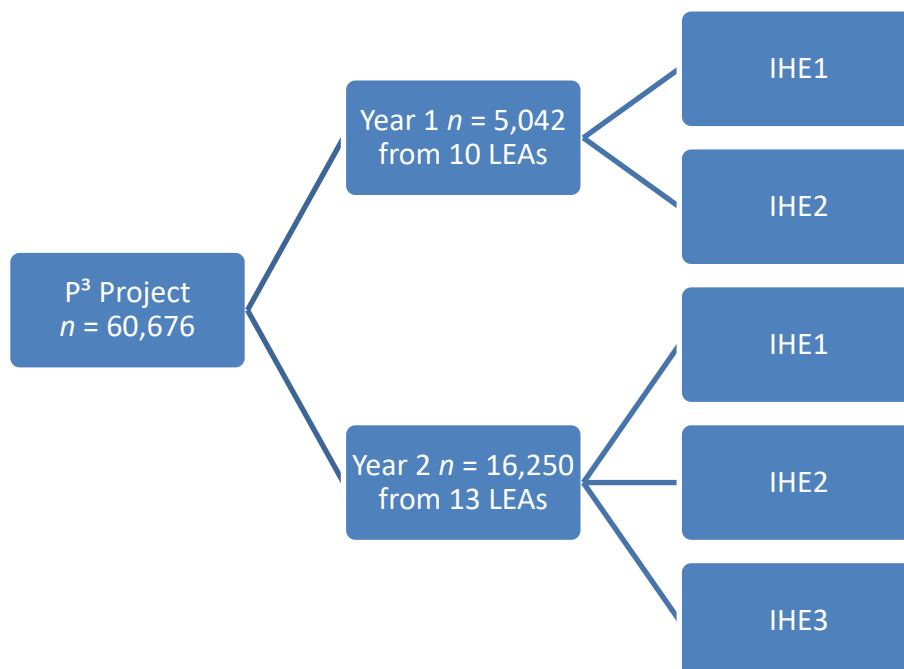 P³ Project
n = 60,676
Year 1 n = 5,042
from 10 LEAs
Year 2 n = 16,250
from 13 LEAs
IHE1
IHE2
IHE1
IHE2
IHE3